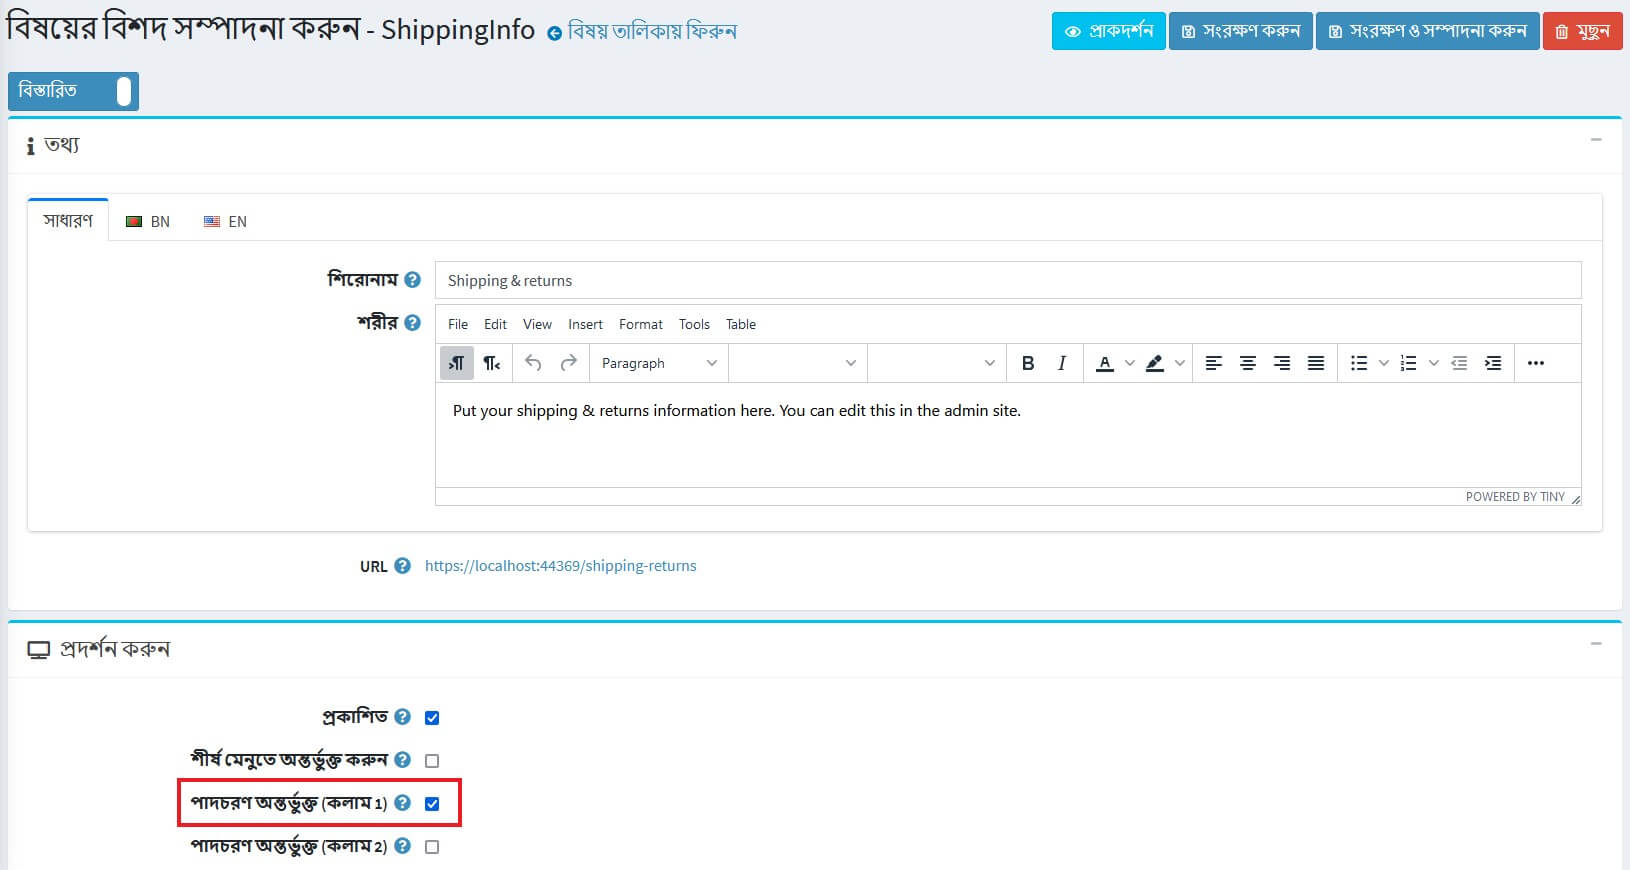 বিষয়ের বিশদ সম্পাদনা করুন - ShippingInfo বিষয় তালিকায় ফিরুন প্রাকদর্শন সংরক্ষণ করুন সংরক্ষণ ও সম্পাদনা করুন মুছুন
বিস্তারিত
তথ্য
সাধারণ BN EN
শিরোনাম Shipping & returns
শরীর File Edit View Insert Format Tools Table
Paragraph B I A
Put your shipping & returns information here. You can edit this in the admin site.
POWERED BY TINY
URL https://localhost:44369/shipping-returns
প্রদর্শন করুন
প্রকাশিত
শীর্ষ মেনুতে অন্তর্ভুক্ত করুন
পাদচরণ অন্তর্ভুক্ত (কলাম 1)
পাদচরণ অন্তর্ভুক্ত (কলাম 2)